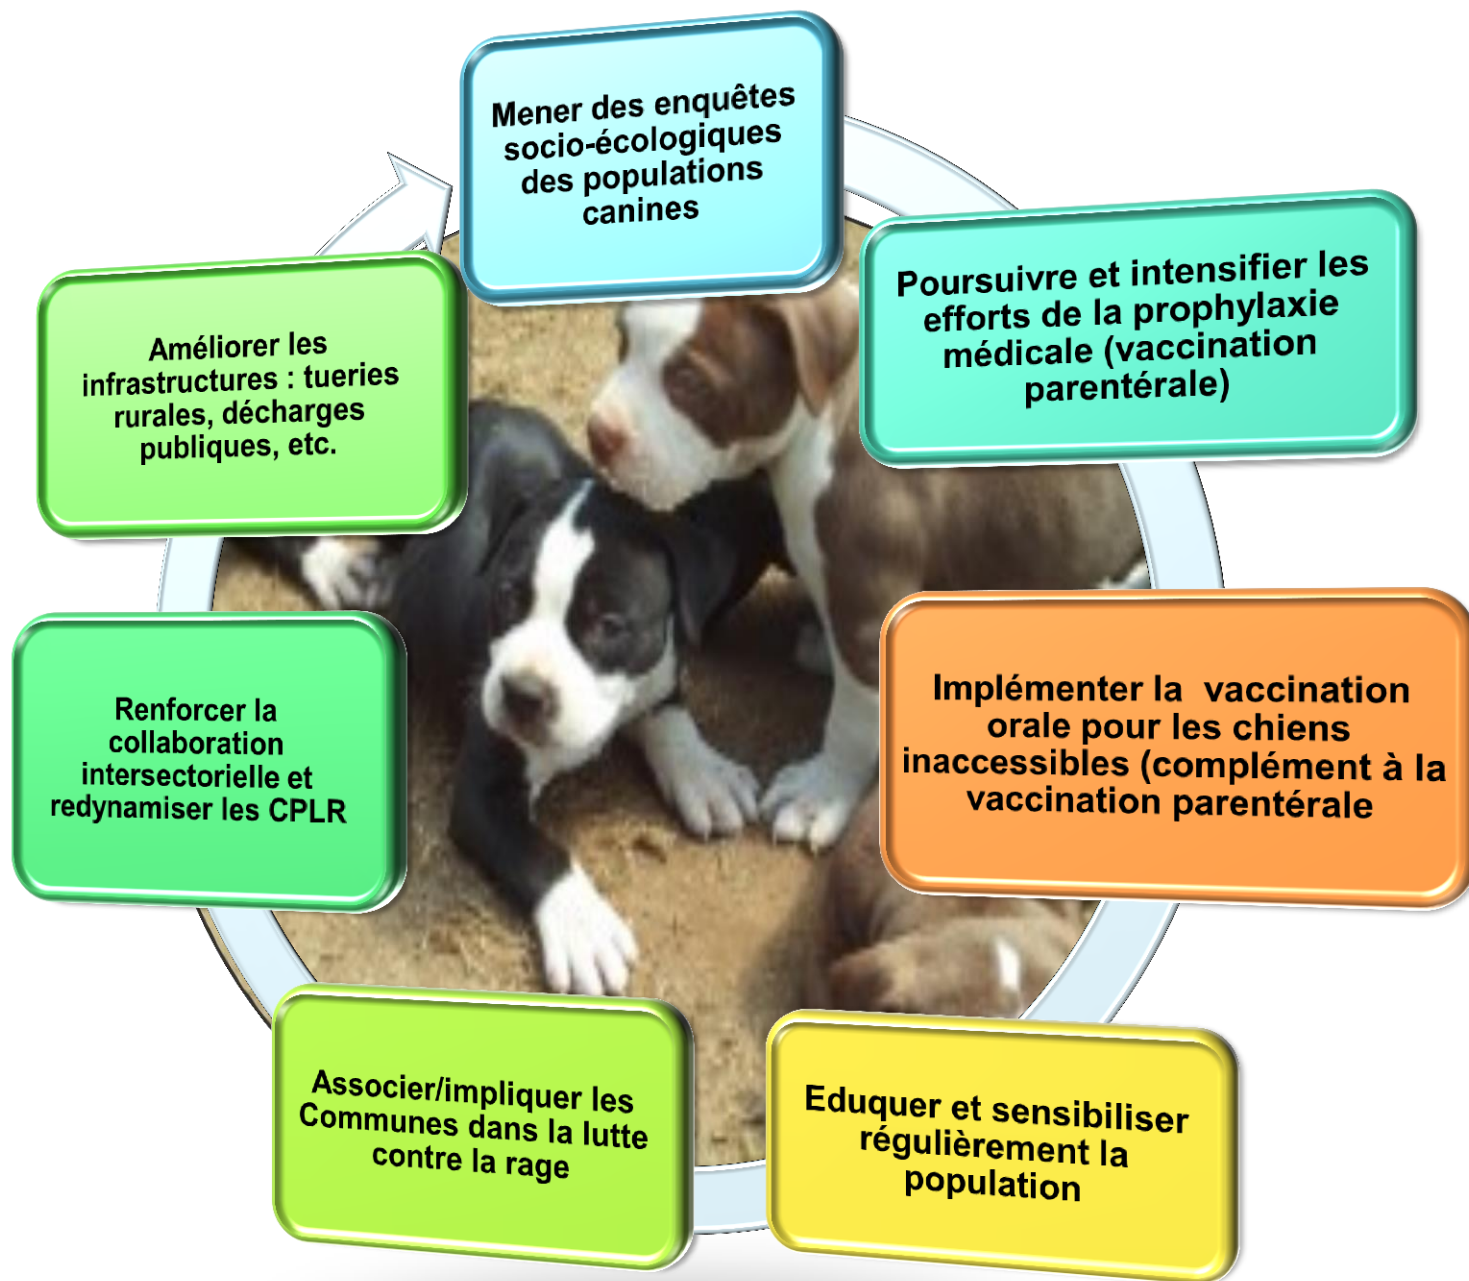 Mener des enquêtes
socio-écologiques
des populations
canines
Poursuivre et intensifier les
efforts de la prophylaxie
médicale (vaccination
parentérale)
Implémenter la  vaccination
orale pour les chiens
inaccessibles (complément à la
vaccination parentérale
Eduquer et sensibiliser
régulièrement la
population
Associer/impliquer les
Communes dans la lutte
contre la rage
Renforcer la
collaboration
intersectorielle et
redynamiser les CPLR
Améliorer les
infrastructures : tueries
rurales, décharges
publiques, etc.